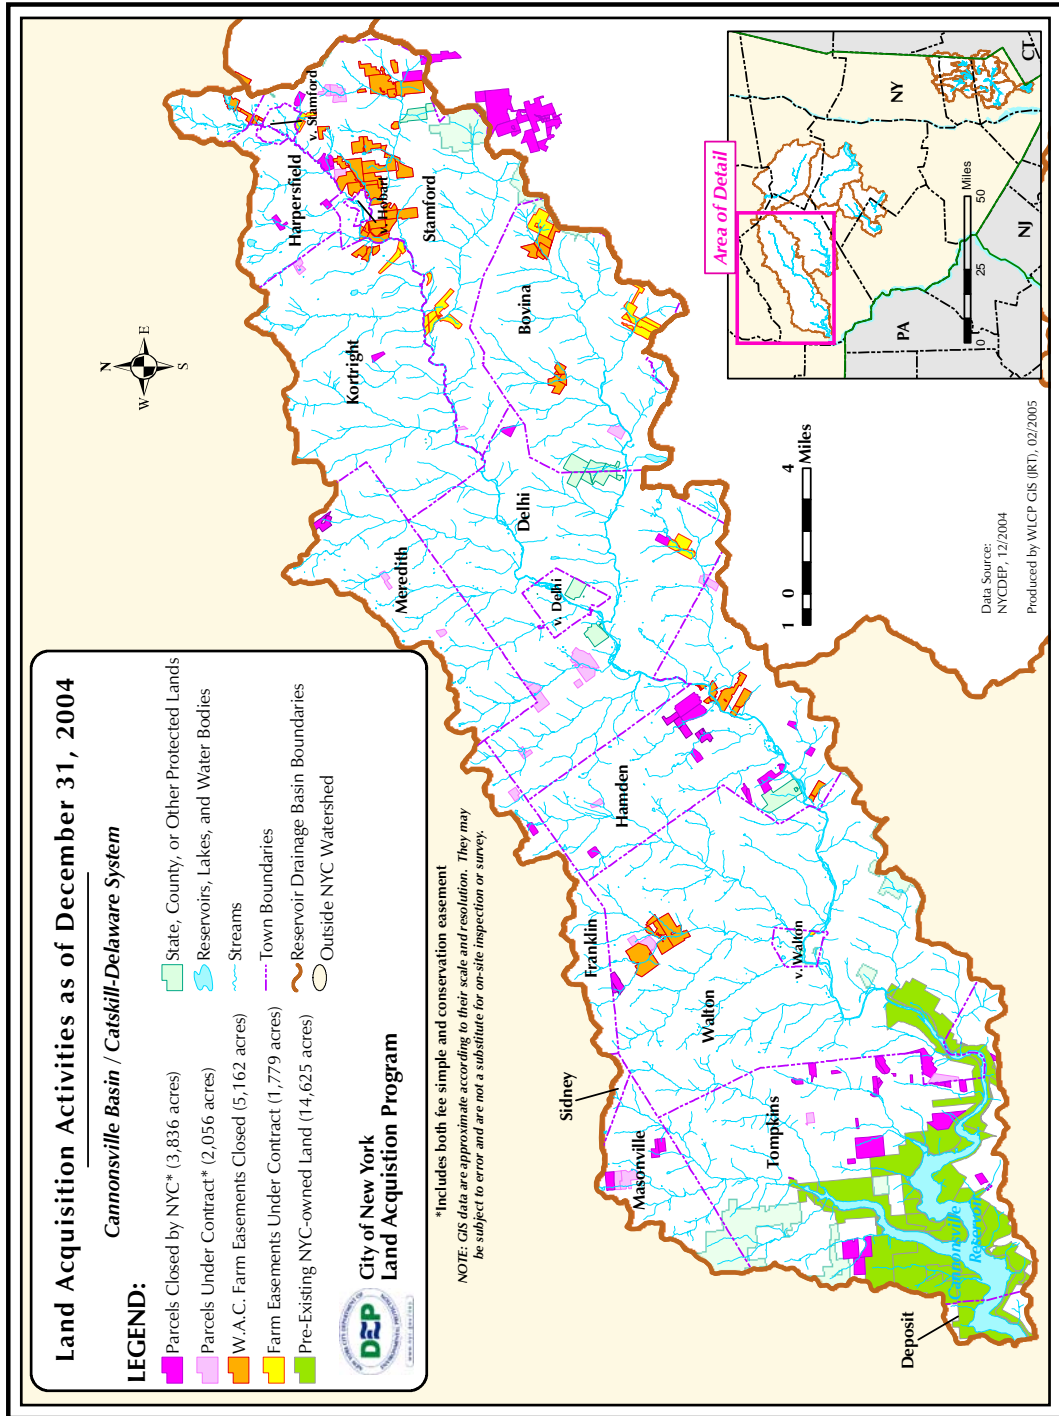 Land Acquisition Activities as of December 31, 2004
Cannonsville Basin / Catskill-Delaware System
LEGEND:
Parcels Closed by NYC* (3,836 acres)
Parcels Under Contract* (2,056 acres)
W.A.C. Farm Easements Closed (5,162 acres)
Farm Easements Under Contract (1,779 acres)
Pre-Existing NYC-owned Land (14,625 acres)
State, County, or Other Protected Lands
Reservoirs, Lakes, and Water Bodies
Streams
Town Boundaries
Reservoir Drainage Basin Boundaries
Outside NYC Watershed
DEP
City of New York
Land Acquistion Program
*Includes both fee simple and conservation easement
NOTE: GIS data are approximate according to their scale and resolution. They may
be subject to error and are not a substitute for on-site inspection or survey.
N
W
E
S
v. Stamford
Harpersfield
v. Hobart
Stamford
Kortright
Bovina
Meredith
Delhi
v. Delhi
Hamden
Franklin
Walton
v. Walton
Sidney
Masonville
Tompkins
Deposit
Cannonsville
Reservoir
1 0 4
Miles
Area of Detail
NY
CT
PA
NJ
0 25 50
Miles
Data Source:
NYCDEP, 12/2004
Produced by WLCP GIS (JRT), 02/2005